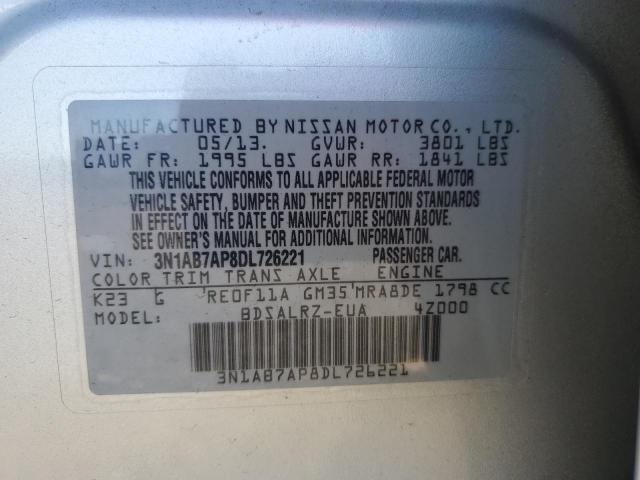 MANUFACTURED BY NISSAN MOTOR CO., LTD.
DATE: 05/13. GVWR: 3801 LBS
GAWR FR: 1995 LBS GAWR RR: 1841 LBS
THIS VEHICLE CONFORMS TO ALL APPLICABLE FEDERAL MOTOR
VEHICLE SAFETY, BUMPER AND THEFT PREVENTION STANDARDS
IN EFFECT ON THE DATE OF MANUFACTURE SHOWN ABOVE.
SEE OWNER'S MANUAL FOR ADDITIONAL INFORMATION.
VIN: 3N1AB7AP8DL726221 PASSENGER CAR.
COLOR TRIM TRANS AXLE ENGINE
K23 G RE0F11A GM35 MRA8DE 1798 CC
MODEL: BDSALRZ-EUA 4Z000
3N1AB7AP8DL726221